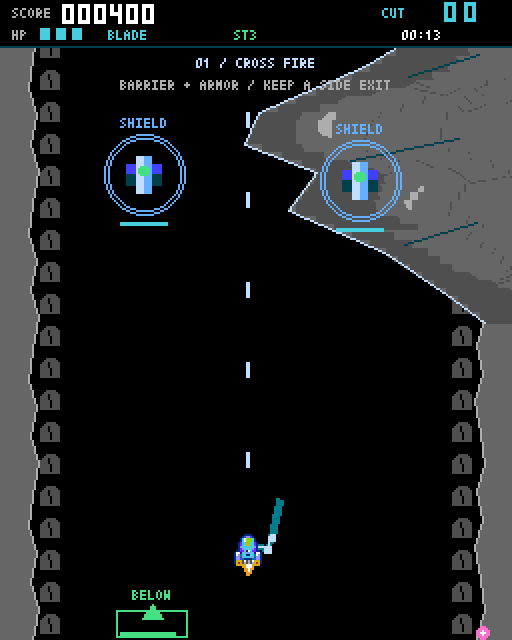 SCORE 000400 CUT 00
HP BLADE ST3 00:13
01 / CROSS FIRE
BARRIER + ARMOR / KEEP A SIDE EXIT
SHIELD
SHIELD
BELOW